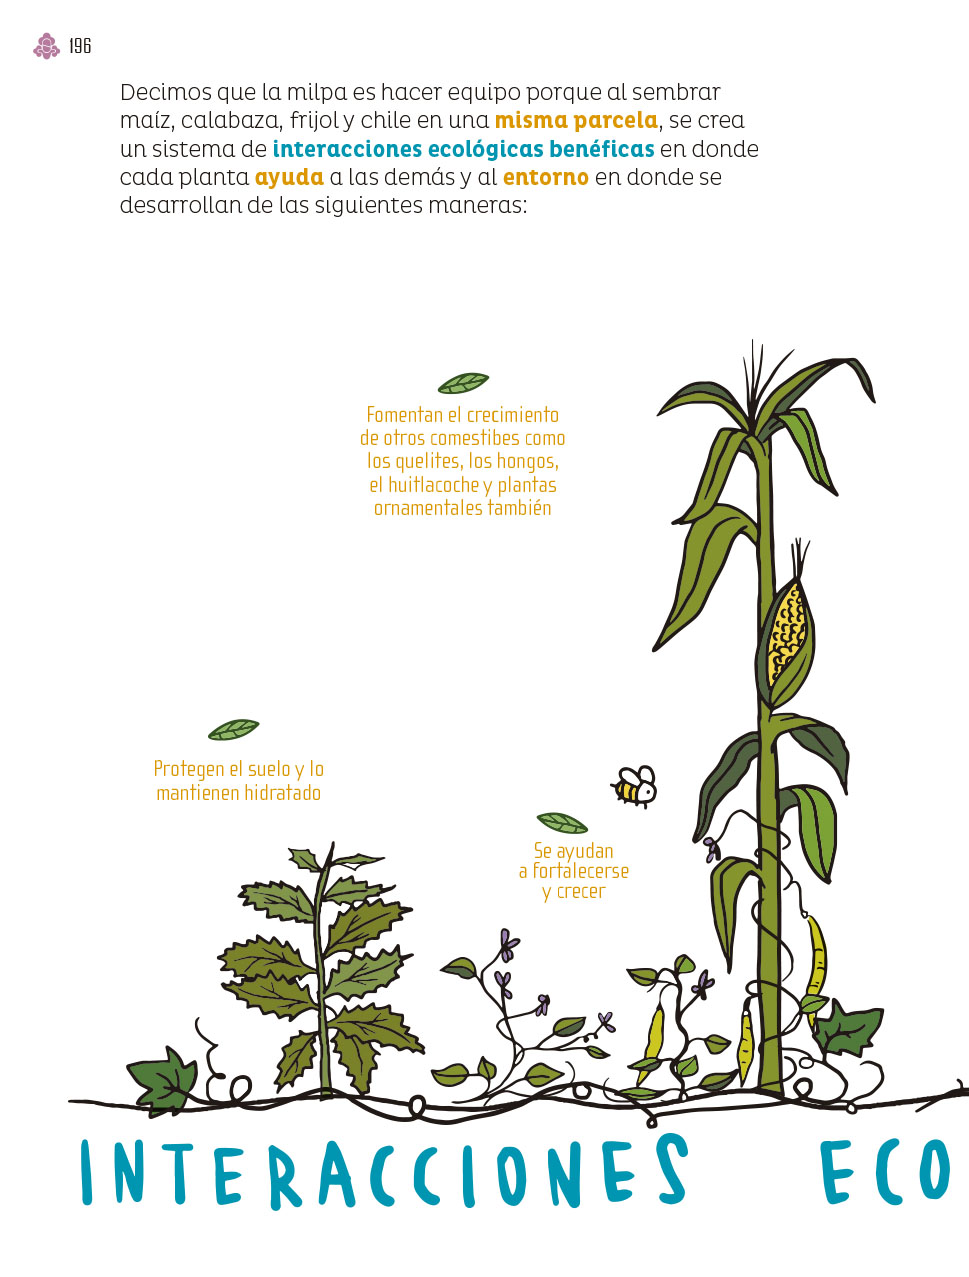 196
Decimos que la milpa es hacer equipo porque al sembrar
maíz, calabaza, frijol y chile en una misma parcela, se crea
un sistema de interacciones ecológicas benéficas en donde
cada planta ayuda a las demás y al entorno en donde se
desarrollan de las siguientes maneras:
Fomentan el crecimiento
de otros comestibes como
los quelites, los hongos,
el huitlacoche y plantas
ornamentales también
Protegen el suelo y lo
mantienen hidratado
Se ayudan
a fortalecerse
y crecer
INTERACCIONES ECO